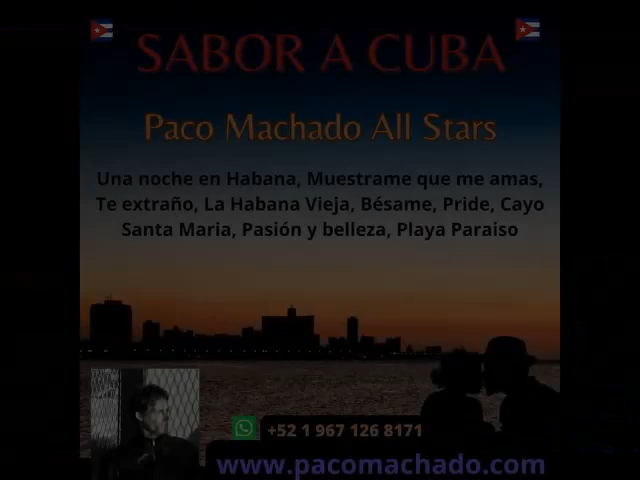 SABOR A CUBA
Paco Machado All Stars
Una noche en Habana, Muestrame que me amas,
Te extraño, La Habana Vieja, Bésame, Pride, Cayo
Santa Maria, Pasión y belleza, Playa Paraiso
+52 1 967 126 8171
www.pacomachado.com